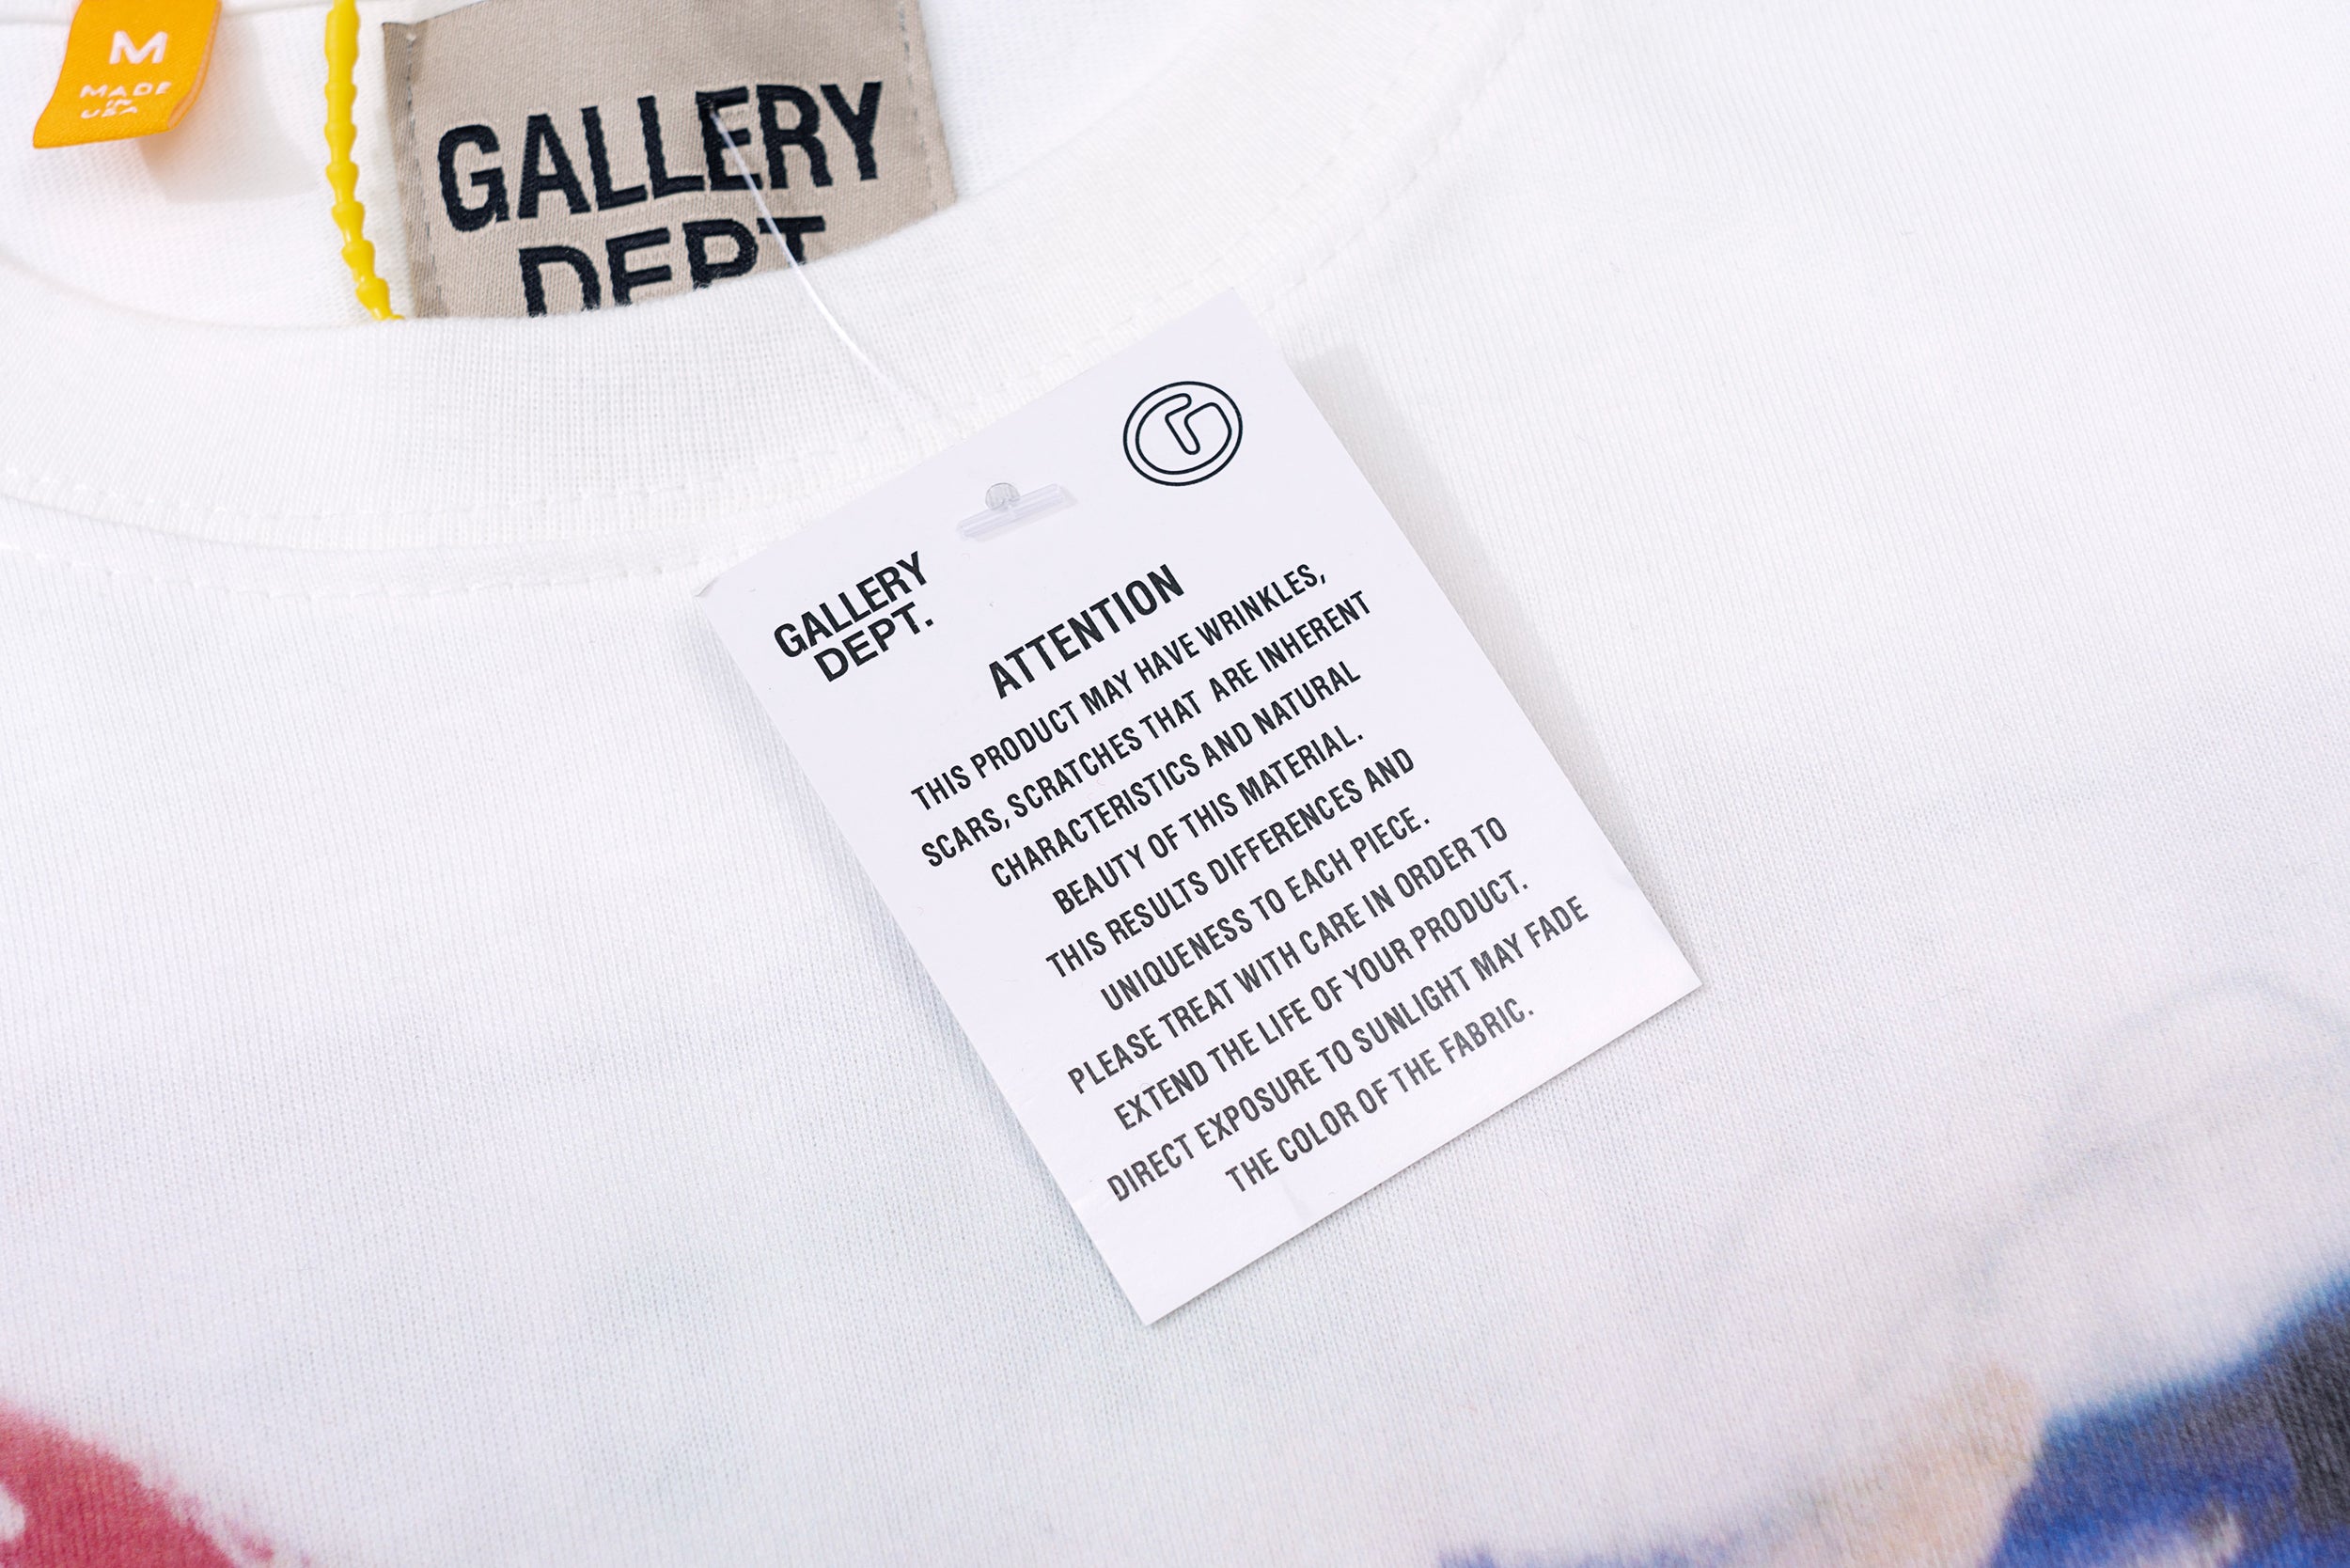 M
MADE
IN
USA
GALLERY
DEPT
GALLERY
DEPT.
ATTENTION
THIS PRODUCT MAY HAVE WRINKLES,
SCARS, SCRATCHES THAT ARE INHERENT
CHARACTERISTICS AND NATURAL
BEAUTY OF THIS MATERIAL.
THIS RESULTS DIFFERENCES AND
UNIQUENESS TO EACH PIECE.
PLEASE TREAT WITH CARE IN ORDER TO
EXTEND THE LIFE OF YOUR PRODUCT.
DIRECT EXPOSURE TO SUNLIGHT MAY FADE
THE COLOR OF THE FABRIC.